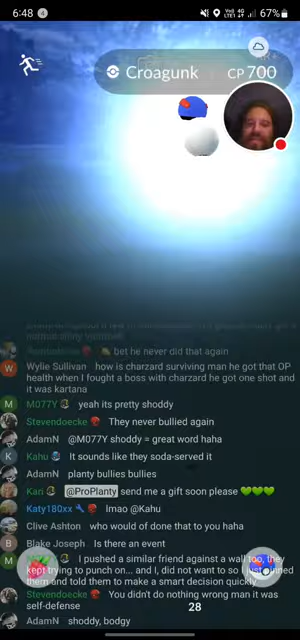 6:48
67%
Croagunk
CP 700
bet he never did that again
Wylie Sullivan how is charzard surviving man he got that OP
health when I fought a boss with charzard he got one shot and
it was kartana
M077Y yeah its pretty shoddy
Stevendoecke They never bullied again
AdamN @M077Y shoddy = great word haha
Kahu It sounds like they soda-served it
AdamN planty bullies bullies
Kari @ProPlanty send me a gift soon please
Katy180xx lmao @Kahu
Clive Ashton who would of done that to you haha
Blake Joseph Is there an event
I pushed a similar friend against a wall too, they kept
trying to punch on... and I, did not want to so I just pinned
them and told them to make a smart decision quickly
Stevendoecke You didn't do nothing wrong man it was
self-defense
28
AdamN shoddy, bodgy